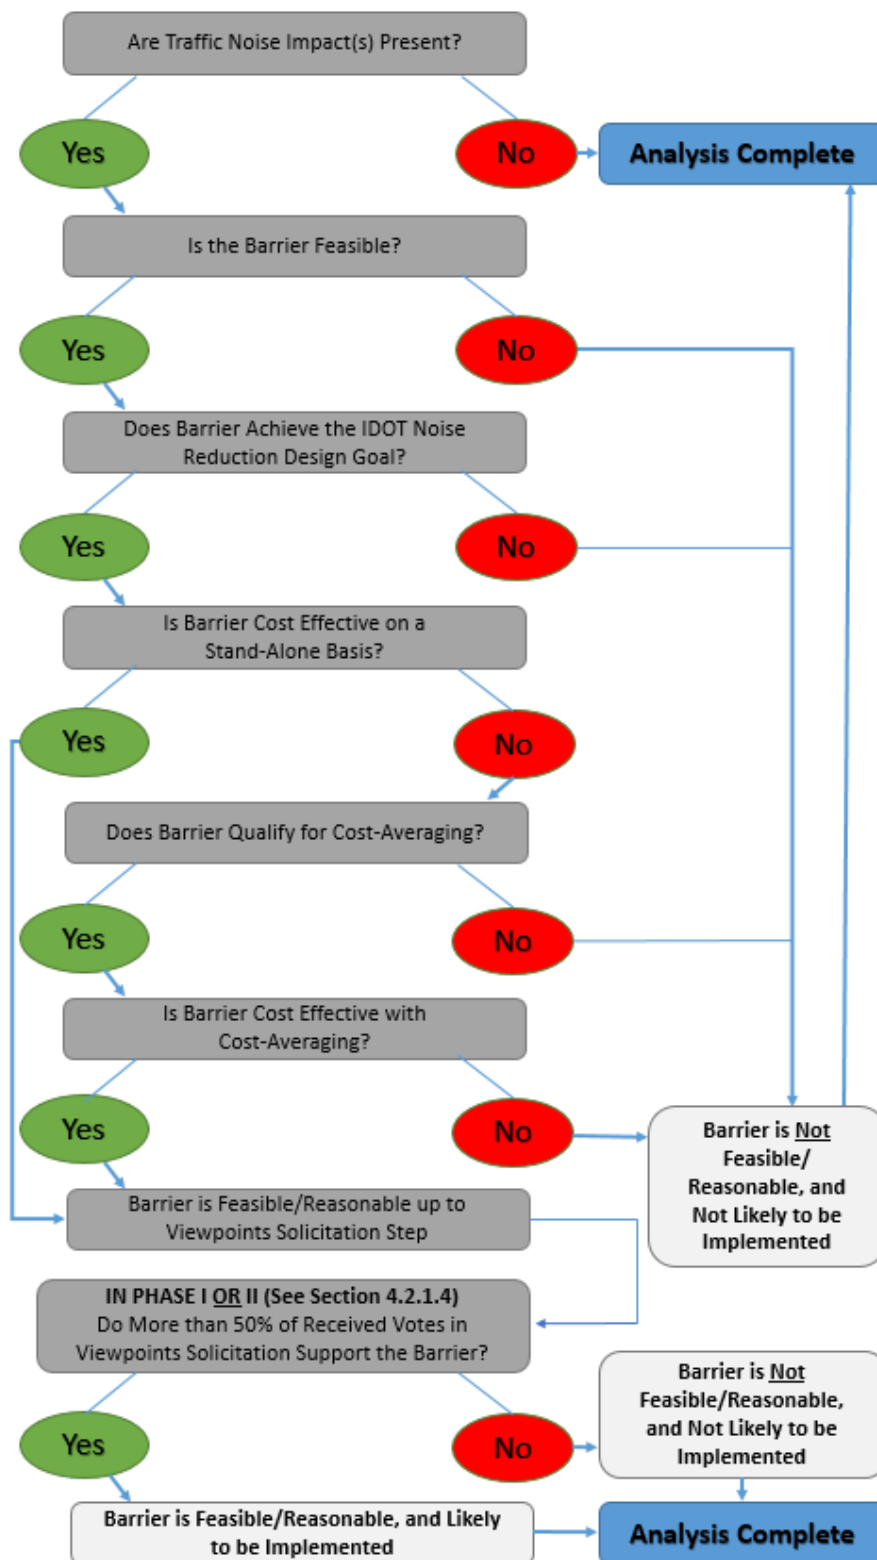 Are Traffic Noise Impact(s) Present?
Yes
No
Analysis Complete
Is the Barrier Feasible?
Yes
No
Does Barrier Achieve the IDOT Noise
Reduction Design Goal?
Yes
No
Is Barrier Cost Effective on a
Stand-Alone Basis?
Yes
No
Does Barrier Qualify for Cost-Averaging?
Yes
No
Is Barrier Cost Effective with
Cost-Averaging?
Yes
No
Barrier is Not
Feasible/
Reasonable, and
Not Likely to be
Implemented
Barrier is Feasible/Reasonable up to
Viewpoints Solicitation Step
IN PHASE I OR II (See Section 4.2.1.4)
Do More than 50% of Received Votes in
Viewpoints Solicitation Support the Barrier?
Yes
No
Barrier is Not
Feasible/Reasonable,
and Not Likely to be
Implemented
Barrier is Feasible/Reasonable, and Likely
to be Implemented
Analysis Complete